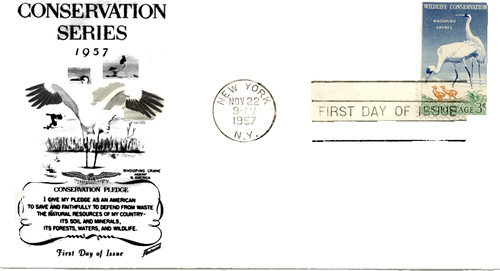 CONSERVATION
SERIES
1957
WHOOPING CRANE
N. AMERICA
CONSERVATION PLEDGE
I GIVE MY PLEDGE AS AN AMERICAN
TO SAVE AND FAITHFULLY TO DEFEND FROM WASTE
THE NATURAL RESOURCES OF MY COUNTRY-
ITS SOIL AND MINERALS,
ITS FORESTS, WATERS, AND WILDLIFE.
First Day of Issue
NEW YORK
NOV 22
1957
N.Y.
WILDLIFE CONSERVATION
WHOOPING
CRANES
FIRST DAY OF ISSUE
U.S. POSTAGE 3¢